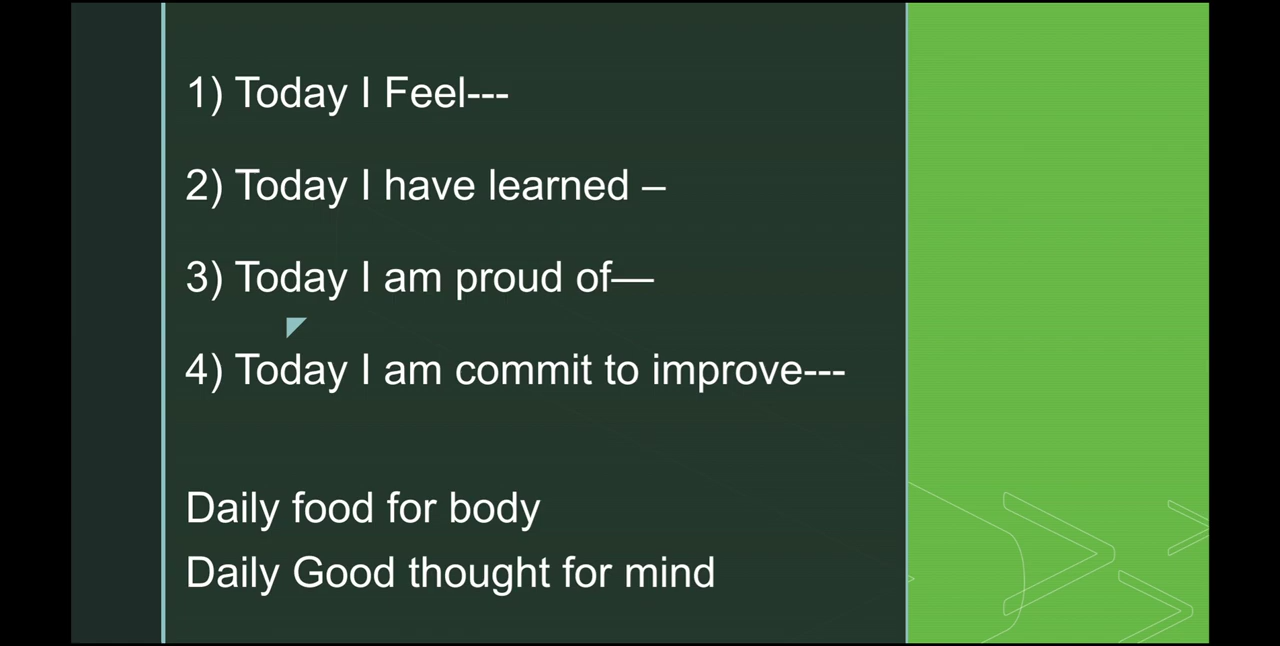 1) Today I Feel---
2) Today I have learned –
3) Today I am proud of—
4) Today I am commit to improve---
Daily food for body
Daily Good thought for mind